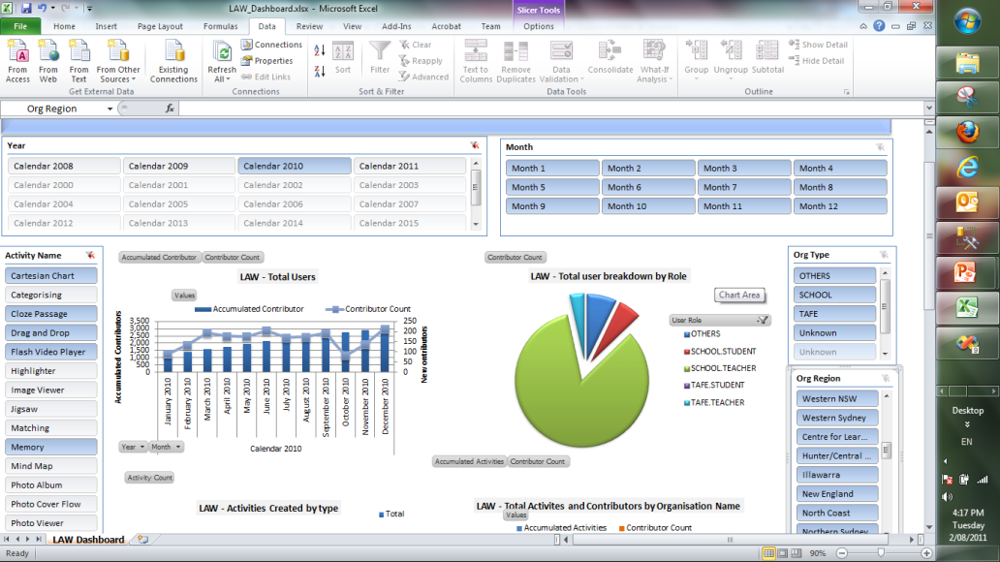 LAW_Dashboard.xlsx - Microsoft Excel
Slicer Tools
File Home Insert Page Layout Formulas Data Review View Add-Ins Acrobat Team Options
Connections Clear Show Detail
Properties Reapply Hide Detail
Edit Links Advanced
From Access
From Web
From Text
From Other Sources
Existing Connections
Refresh All
Sort
Filter
Text to Columns
Remove Duplicates
Data Validation
Consolidate
What-If Analysis
Group
Ungroup
Subtotal
Get External Data Connections Sort & Filter Data Tools Outline
Org Region fx
Year
Calendar 2008 Calendar 2009 Calendar 2010 Calendar 2011
Calendar 2000 Calendar 2001 Calendar 2002 Calendar 2003
Calendar 2004 Calendar 2005 Calendar 2006 Calendar 2007
Calendar 2012 Calendar 2013 Calendar 2014 Calendar 2015
Month
Month 1 Month 2 Month 3 Month 4
Month 5 Month 6 Month 7 Month 8
Month 9 Month 10 Month 11 Month 12
Activity Name
Cartesian Chart
Categorising
Cloze Passage
Drag and Drop
Flash Video Player
Highlighter
Image Viewer
Jigsaw
Matching
Memory
Mind Map
Photo Album
Photo Cover Flow
Photo Viewer
Accumulated Contributor Contributor Count
LAW - Total Users
Values
Accumulated Contributor Contributor Count
Accumulated Contributors
3,500
3,000
2,500
2,000
1,500
1,000
500
0
250
200
150
100
50
0
New contributors
January 2010
February 2010
March 2010
April 2010
May 2010
June 2010
July 2010
August 2010
September 2010
October 2010
November 2010
December 2010
Calendar 2010
Year Month
Activity Count
LAW - Activities Created by type
Total
Contributor Count
LAW - Total user breakdown by Role
Chart Area
User Role
OTHERS
SCHOOL.STUDENT
SCHOOL.TEACHER
TAFE.STUDENT
TAFE.TEACHER
Accumulated Activities Contributor Count
LAW - Total Activites and Contributors by Organisation Name
Values
Accumulated Activities Contributor Count
Org Type
OTHERS
SCHOOL
TAFE
Unknown
Unknown
Org Region
Western NSW
Western Sydney
Centre for Lear...
Hunter/Central ...
Illawarra
New England
North Coast
Northern Sydney
LAW Dashboard
Ready
90%
Desktop
EN
4:17 PM
Tuesday
2/08/2011